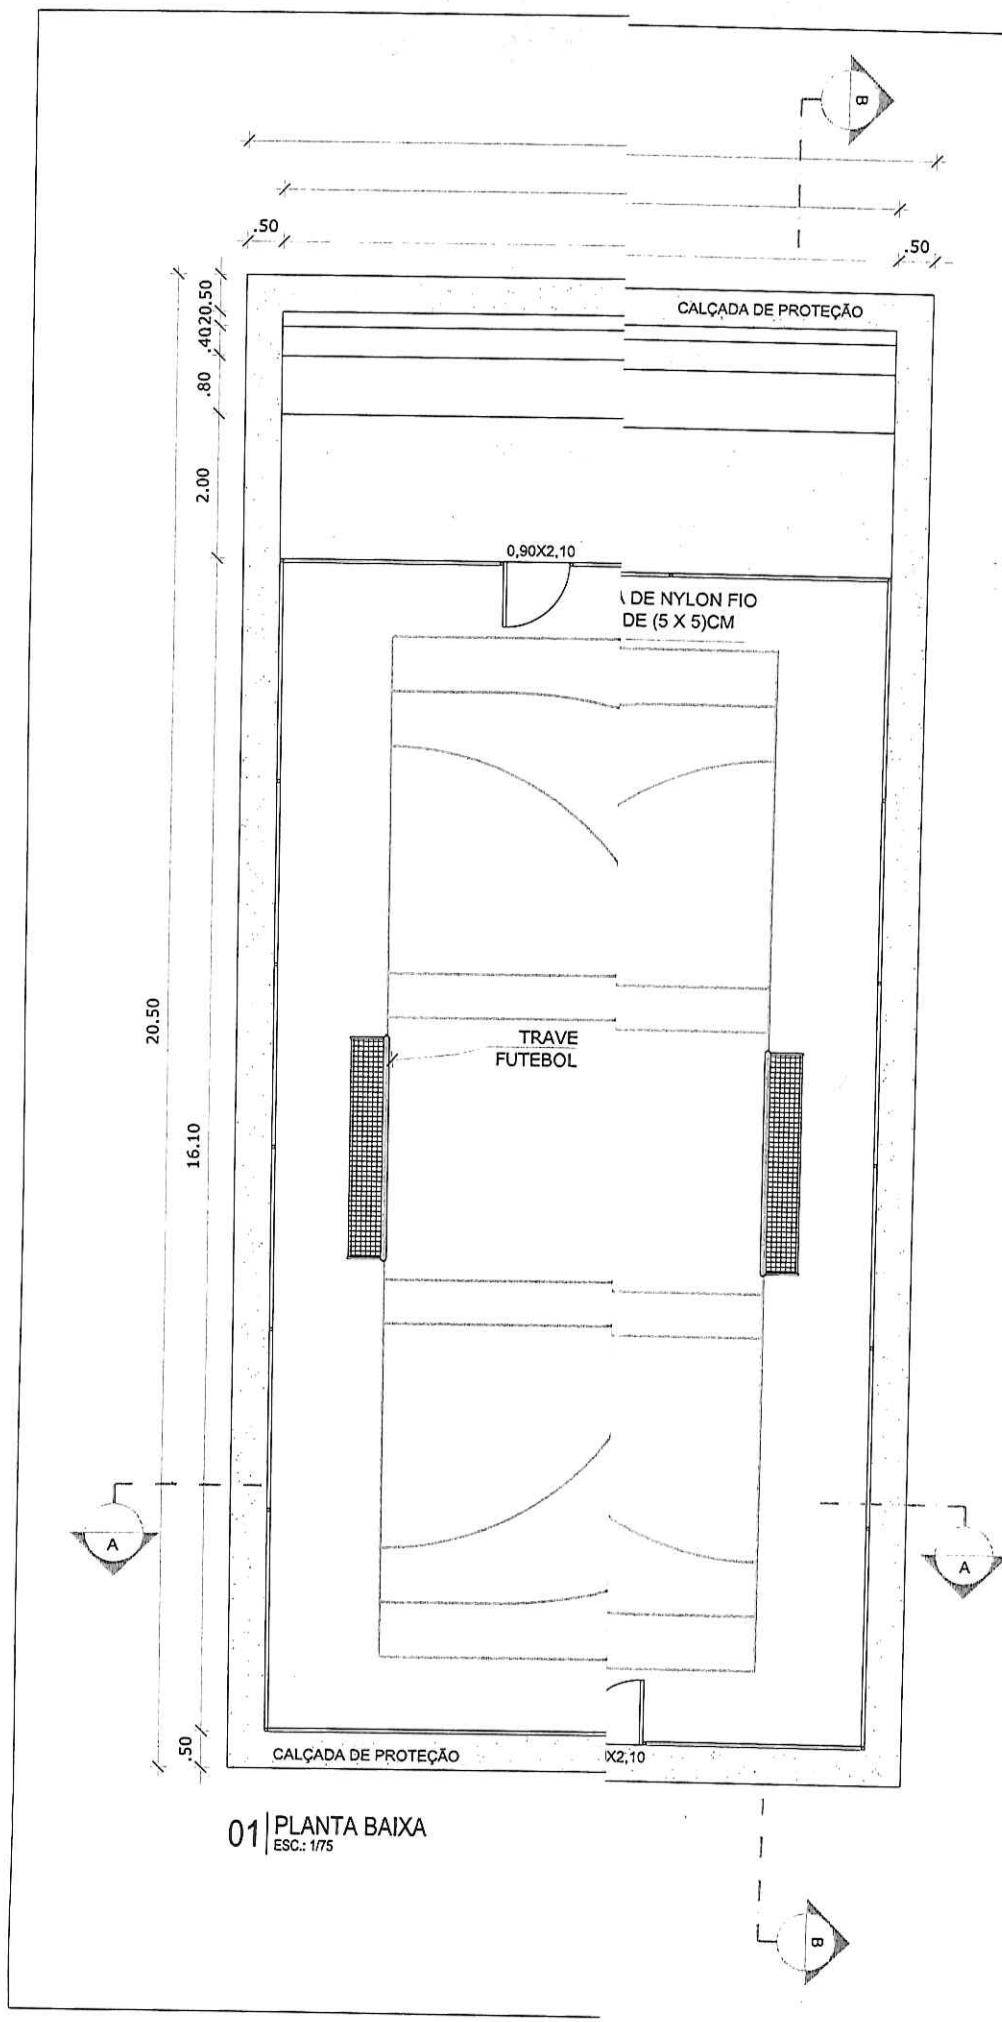 B
.50
.50
CALÇADA DE PROTEÇÃO
.50
.20
.40
.80
2.00
0,90X2,10
DE NYLON FIO
DE (5 X 5)CM
20.50
TRAVE
FUTEBOL
16.10
A
A
.50
CALÇADA DE PROTEÇÃO
X2,10
01
PLANTA BAIXA
ESC.: 1/75
B